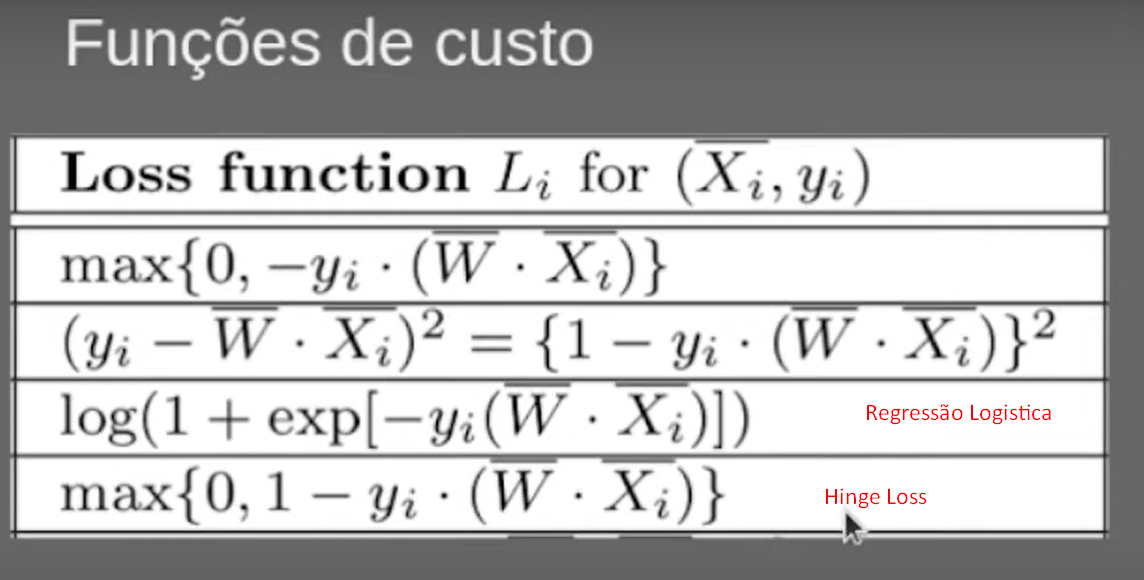 Funções de custo
Loss function $L_i$ for $(\overline{X_i}, y_i)$
$\max\{0, -y_i \cdot (\overline{W} \cdot \overline{X_i})\}$
$(y_i - \overline{W} \cdot \overline{X_i})^2 = \{1 - y_i \cdot (\overline{W} \cdot \overline{X_i})\}^2$
$\log(1 + \exp[-y_i(\overline{W} \cdot \overline{X_i})])$ Regressão Logistica
$\max\{0, 1 - y_i \cdot (\overline{W} \cdot \overline{X_i})\}$ Hinge Loss